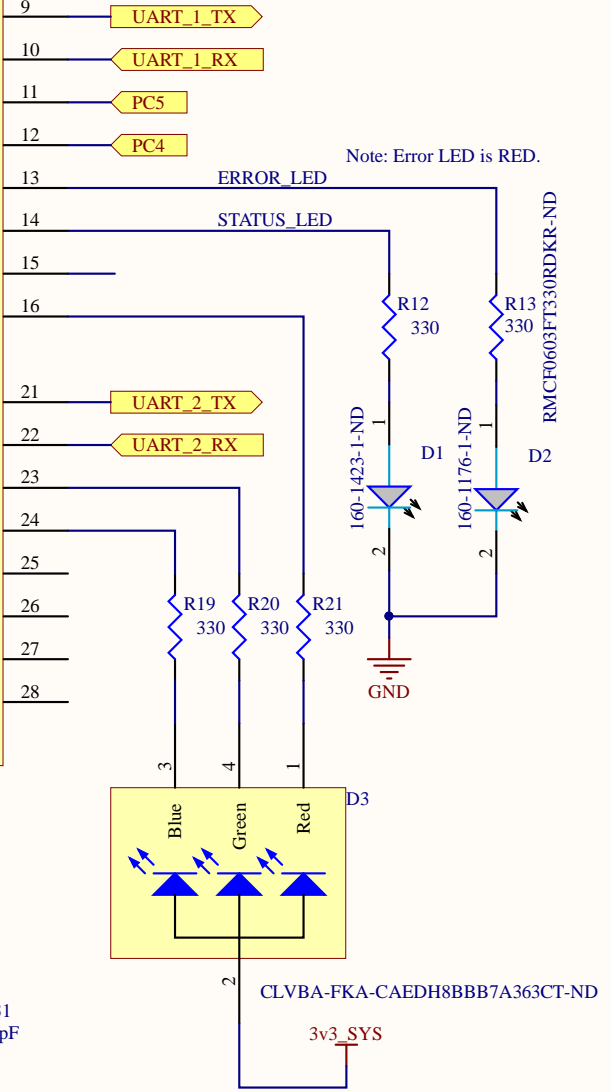 9 UART_1_TX
10 UART_1_RX
11 PC5
12 PC4
Note: Error LED is RED.
13 ERROR_LED
14 STATUS_LED
15
16
R12
330
R13
330
RMCF0603FT330RDKR-ND
21 UART_2_TX
22 UART_2_RX
23
24
25
26
27
28
1
D1
160-1423-1-ND
2
1
D2
160-1176-1-ND
2
GND
R19
330
R20
330
R21
330
3
4
1
D3
Blue
Green
Red
2
CLVBA-FKA-CAEDH8BBB7A363CT-ND
3v3_SYS
pF